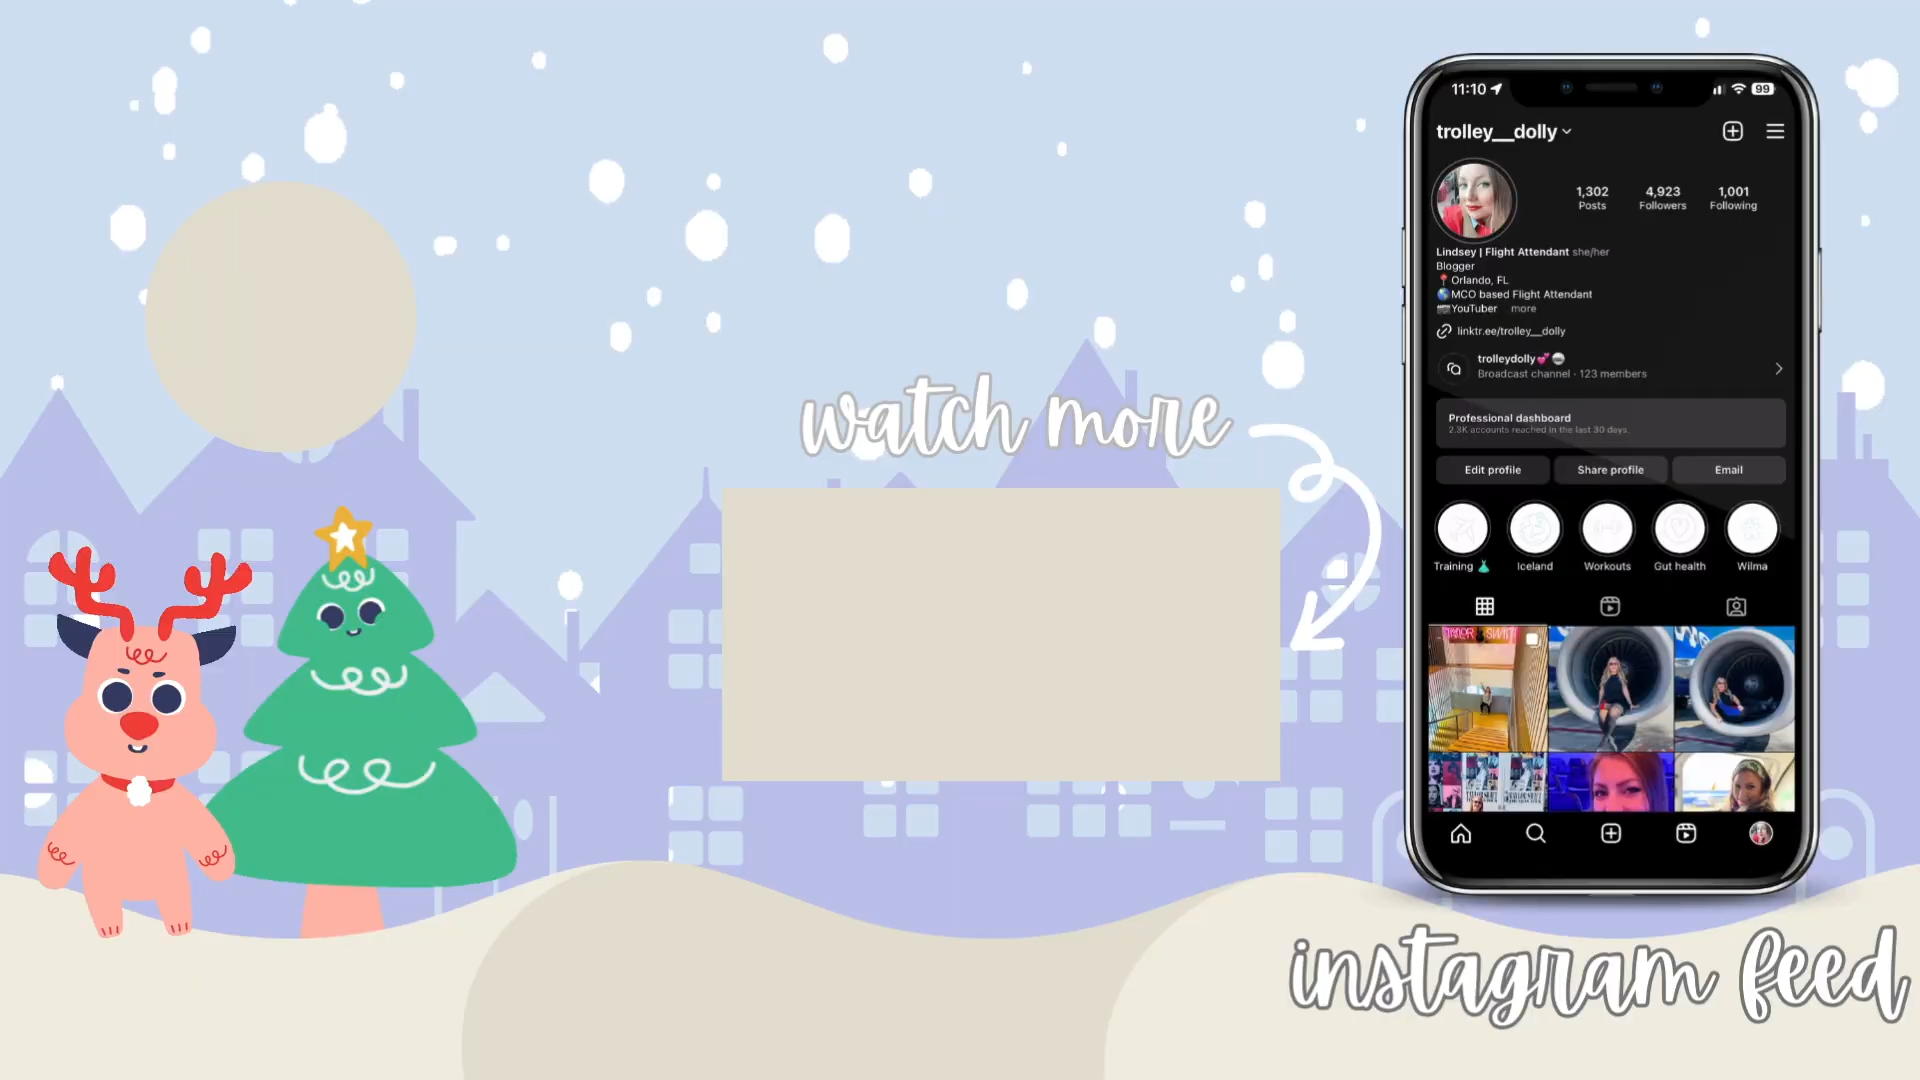 11:10
99
trolley__dolly
1,302
Posts
4,923
Followers
1,001
Following
Lindsey | Flight Attendant she/her
Blogger
📍Orlando, FL
🌎MCO based Flight Attendant
YouTuber more
linktr.ee/trolley__dolly
trolleydolly💕
Broadcast channel · 123 members
Professional dashboard
2.3K accounts reached in the last 30 days.
Edit profile
Share profile
Email
Training
Iceland
Workouts
Gut health
Wilma
TAYLOR SWIFT
watch more
instagram feed